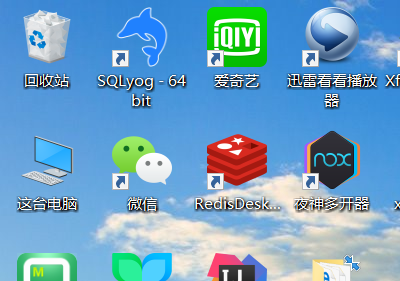 iQIYI
回收站
SQLyog - 64
bit
爱奇艺
迅雷看看播放
器
Xf
nox
这台电脑
微信
RedisDesk...
夜神多开器
x
M
IJ